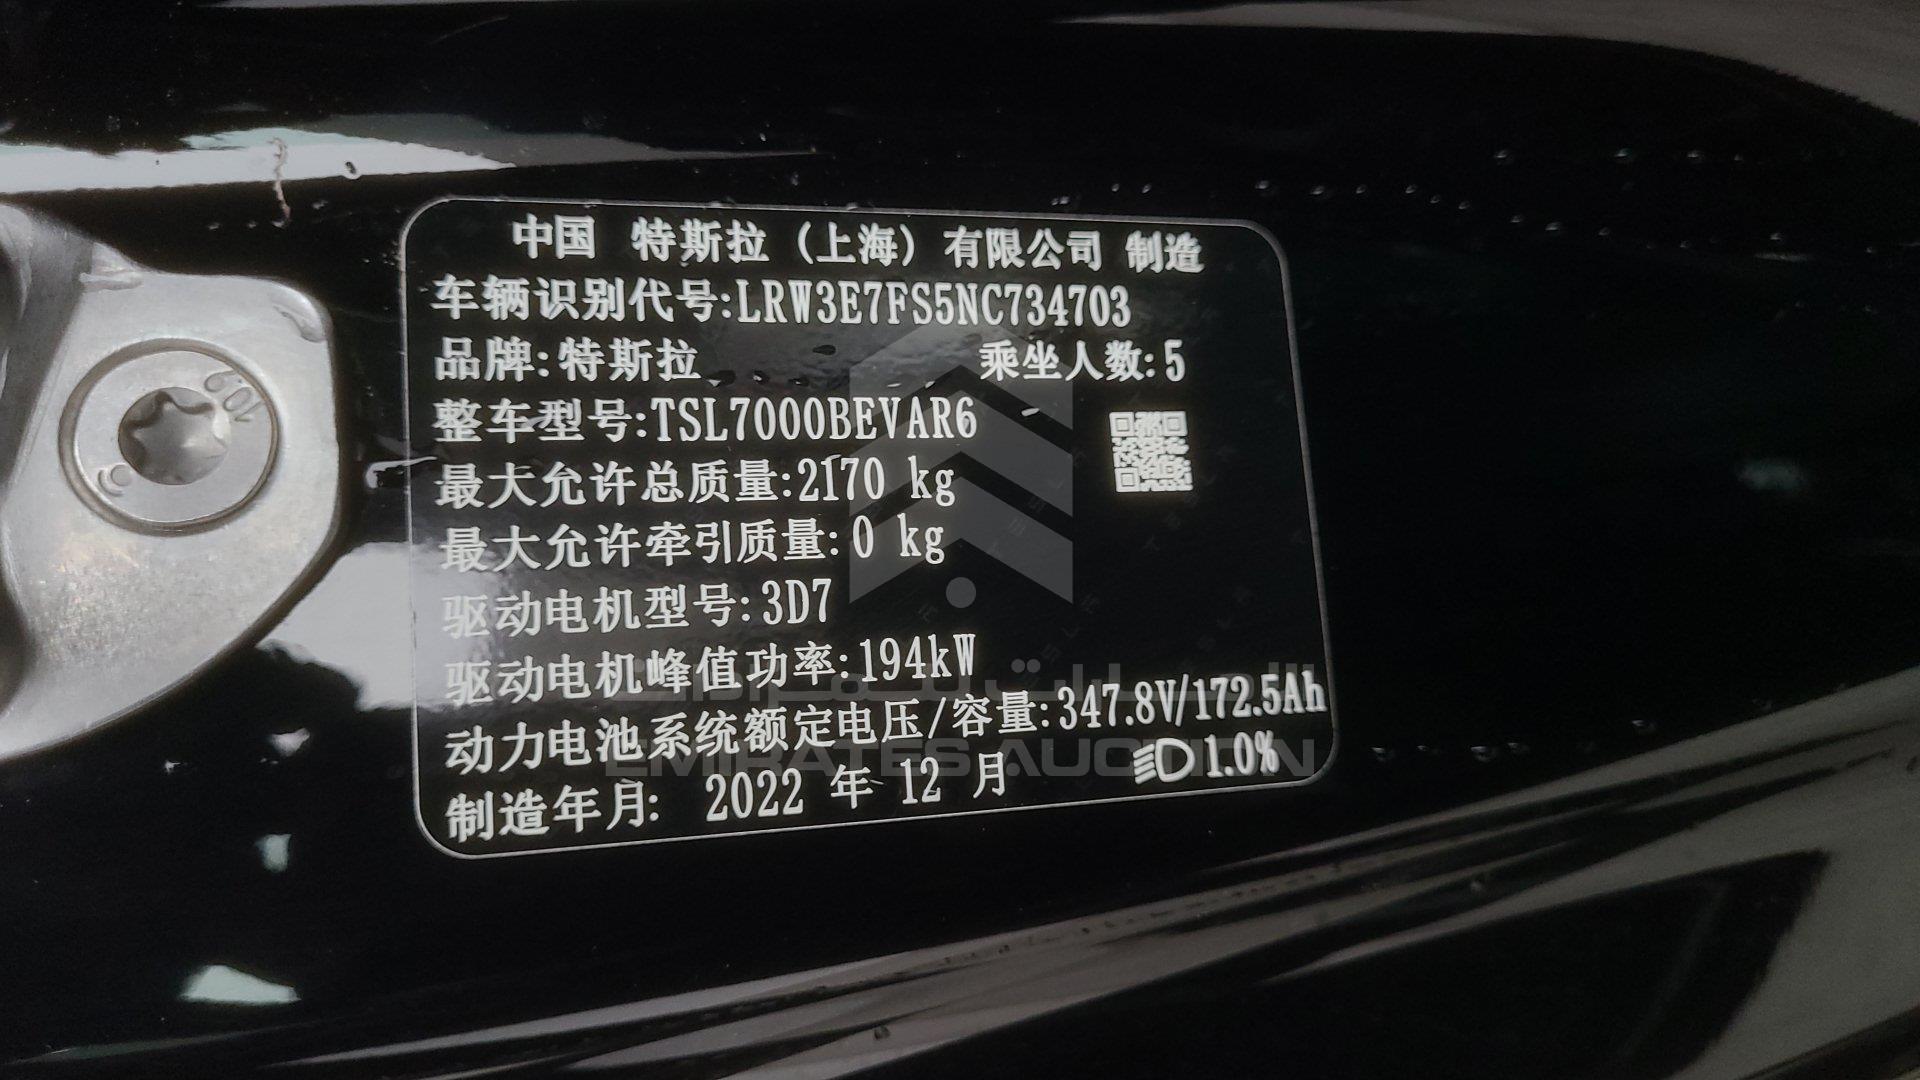 中国 特斯拉 (上海) 有限公司 制造
车辆识别代号:LRW3E7FS5NC734703
品牌:特斯拉 乘坐人数:5
整车型号:TSL7000BEVAR6
最大允许总质量:2170 kg
最大允许牵引质量:0 kg
驱动电机型号:3D7
驱动电机峰值功率:194kW
الإمارات للمزادات
动力电池系统额定电压/容量:347.8V/172.5Ah
EMIRATES AUCTION
制造年月: 2022 年 12 月 1.0%